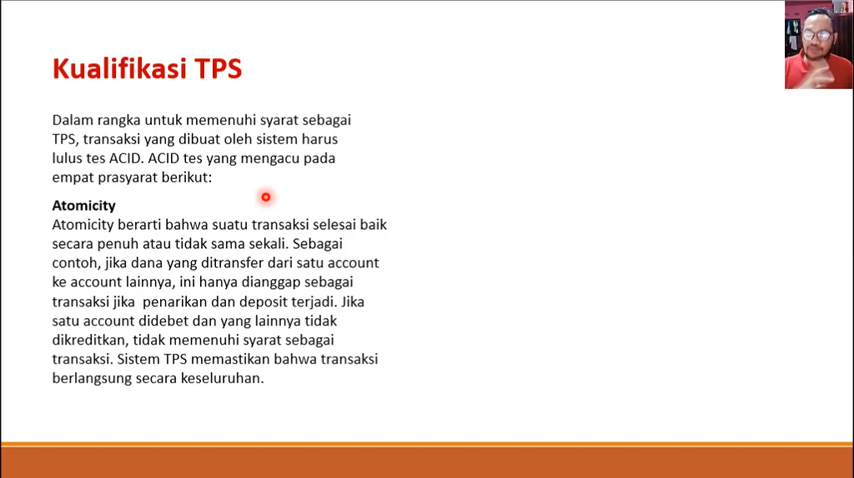 Kualifikasi TPS
Dalam rangka untuk memenuhi syarat sebagai
TPS, transaksi yang dibuat oleh sistem harus
lulus tes ACID. ACID tes yang mengacu pada
empat prasyarat berikut:
Atomicity
Atomicity berarti bahwa suatu transaksi selesai baik
secara penuh atau tidak sama sekali. Sebagai
contoh, jika dana yang ditransfer dari satu account
ke account lainnya, ini hanya dianggap sebagai
transaksi jika penarikan dan deposit terjadi. Jika
satu account didebet dan yang lainnya tidak
dikreditkan, tidak memenuhi syarat sebagai
transaksi. Sistem TPS memastikan bahwa transaksi
berlangsung secara keseluruhan.